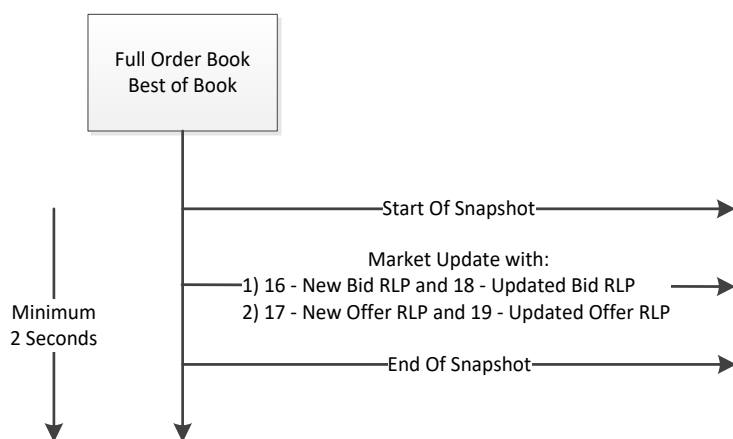 Full Order Book
Best of Book
Start Of Snapshot
Market Update with:
1) 16 - New Bid RLP and 18 - Updated Bid RLP
2) 17 - New Offer RLP and 19 - Updated Offer RLP
Minimum
2 Seconds
End Of Snapshot